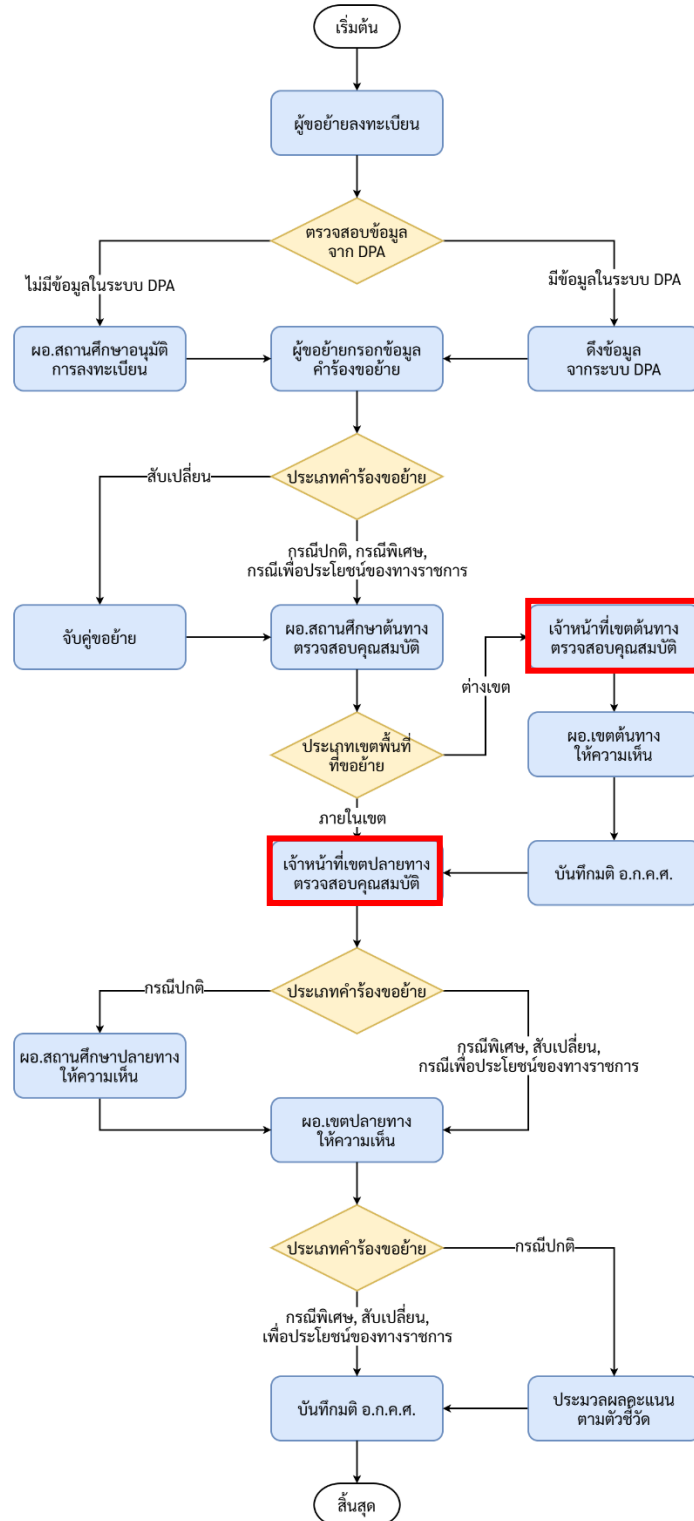 เริ่มต้น
ผู้ขอย้ายลงทะเบียน
ตรวจสอบข้อมูล
จาก DPA
ไม่มีข้อมูลในระบบ DPA
มีข้อมูลในระบบ DPA
ผอ.สถานศึกษาอนุมัติ
การลงทะเบียน
ผู้ขอย้ายกรอกข้อมูล
คำร้องขอย้าย
ดึงข้อมูล
จากระบบ DPA
ประเภทคำร้องขอย้าย
สับเปลี่ยน
กรณีปกติ, กรณีพิเศษ,
กรณีเพื่อประโยชน์ของทางราชการ
จับคู่ขอย้าย
ผอ.สถานศึกษาต้นทาง
ตรวจสอบคุณสมบัติ
เจ้าหน้าที่เขตต้นทาง
ตรวจสอบคุณสมบัติ
ต่างเขต
ประเภทเขตพื้นที่
ที่ขอย้าย
ผอ.เขตต้นทาง
ให้ความเห็น
ภายในเขต
เจ้าหน้าที่เขตปลายทาง
ตรวจสอบคุณสมบัติ
บันทึกมติ อ.ก.ค.ศ.
ประเภทคำร้องขอย้าย
กรณีปกติ
กรณีพิเศษ, สับเปลี่ยน,
กรณีเพื่อประโยชน์ของทางราชการ
ผอ.สถานศึกษาปลายทาง
ให้ความเห็น
ผอ.เขตปลายทาง
ให้ความเห็น
ประเภทคำร้องขอย้าย
กรณีปกติ
กรณีพิเศษ, สับเปลี่ยน,
เพื่อประโยชน์ของทางราชการ
บันทึกมติ อ.ก.ค.ศ.
ประมวลผลคะแนน
ตามตัวชี้วัด
สิ้นสุด